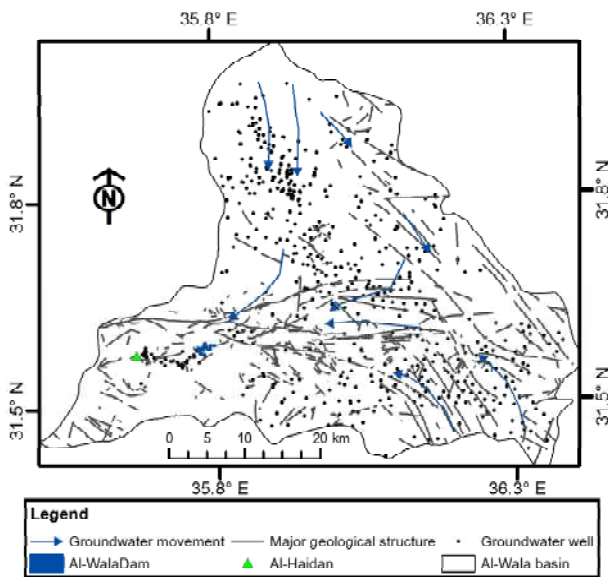 35.8° E 36.3° E
31.8° N 31.8° N
N
31.5° N 31.5° N
0 5 10 20 km
35.8° E 36.3° E
Legend
Groundwater movement Major geological structure Groundwater well
Al-WalaDam Al-Haidan Al-Wala basin